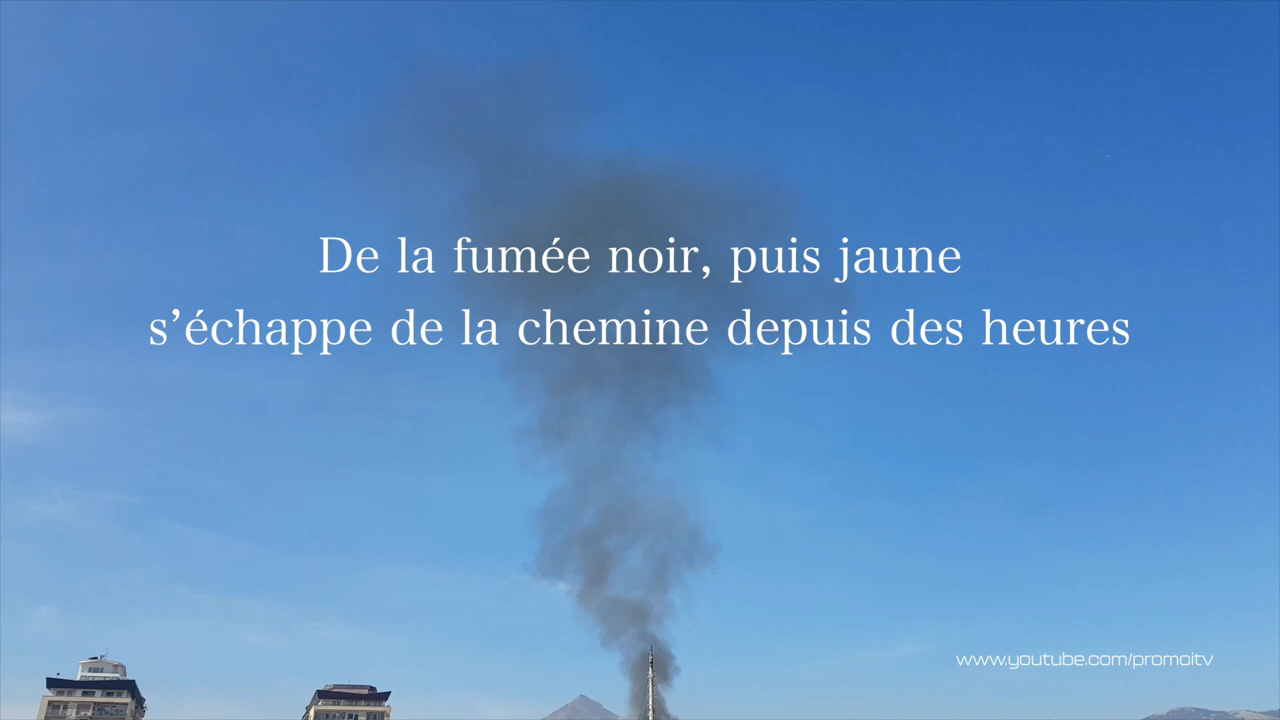 De la fumée noir, puis jaune
s’échappe de la chemine depuis des heures
www.youtube.com/promoitv